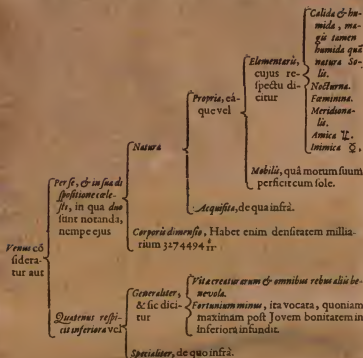 Calida & hu-
mida, ma-
gis tamen
humida quã
natura So-
lis.
Nocturna.
Fœminina.
Meridiona-
lis.
Amica ♃.
Inimica ☿.
Elementaris,
cujus re-
spectu di-
citur
Mobilis, quâ motum suum
perficit cum sole.
Propria, eá-
que vel
Acquisita, de qua infrà.
Natura
Corporis dimensio, Habet enim densitatem millia-
rium 3274494
Per se, & in sua di
spositione cœle-
sti, in qua duo
sunt notanda,
nempe ejus
Venus cõ
sidera-
tur aut
Quatenus respi-
cit inferiora vel
Generaliter,
& sic dici-
tur
Vita creaturarum & omnibus rebus aliis be-
nevola.
Fortunium minus, ita vocata, quoniam
maximam post Jovem bonitatem in
inferiora infundit.
Specialiter, de quo infrà.